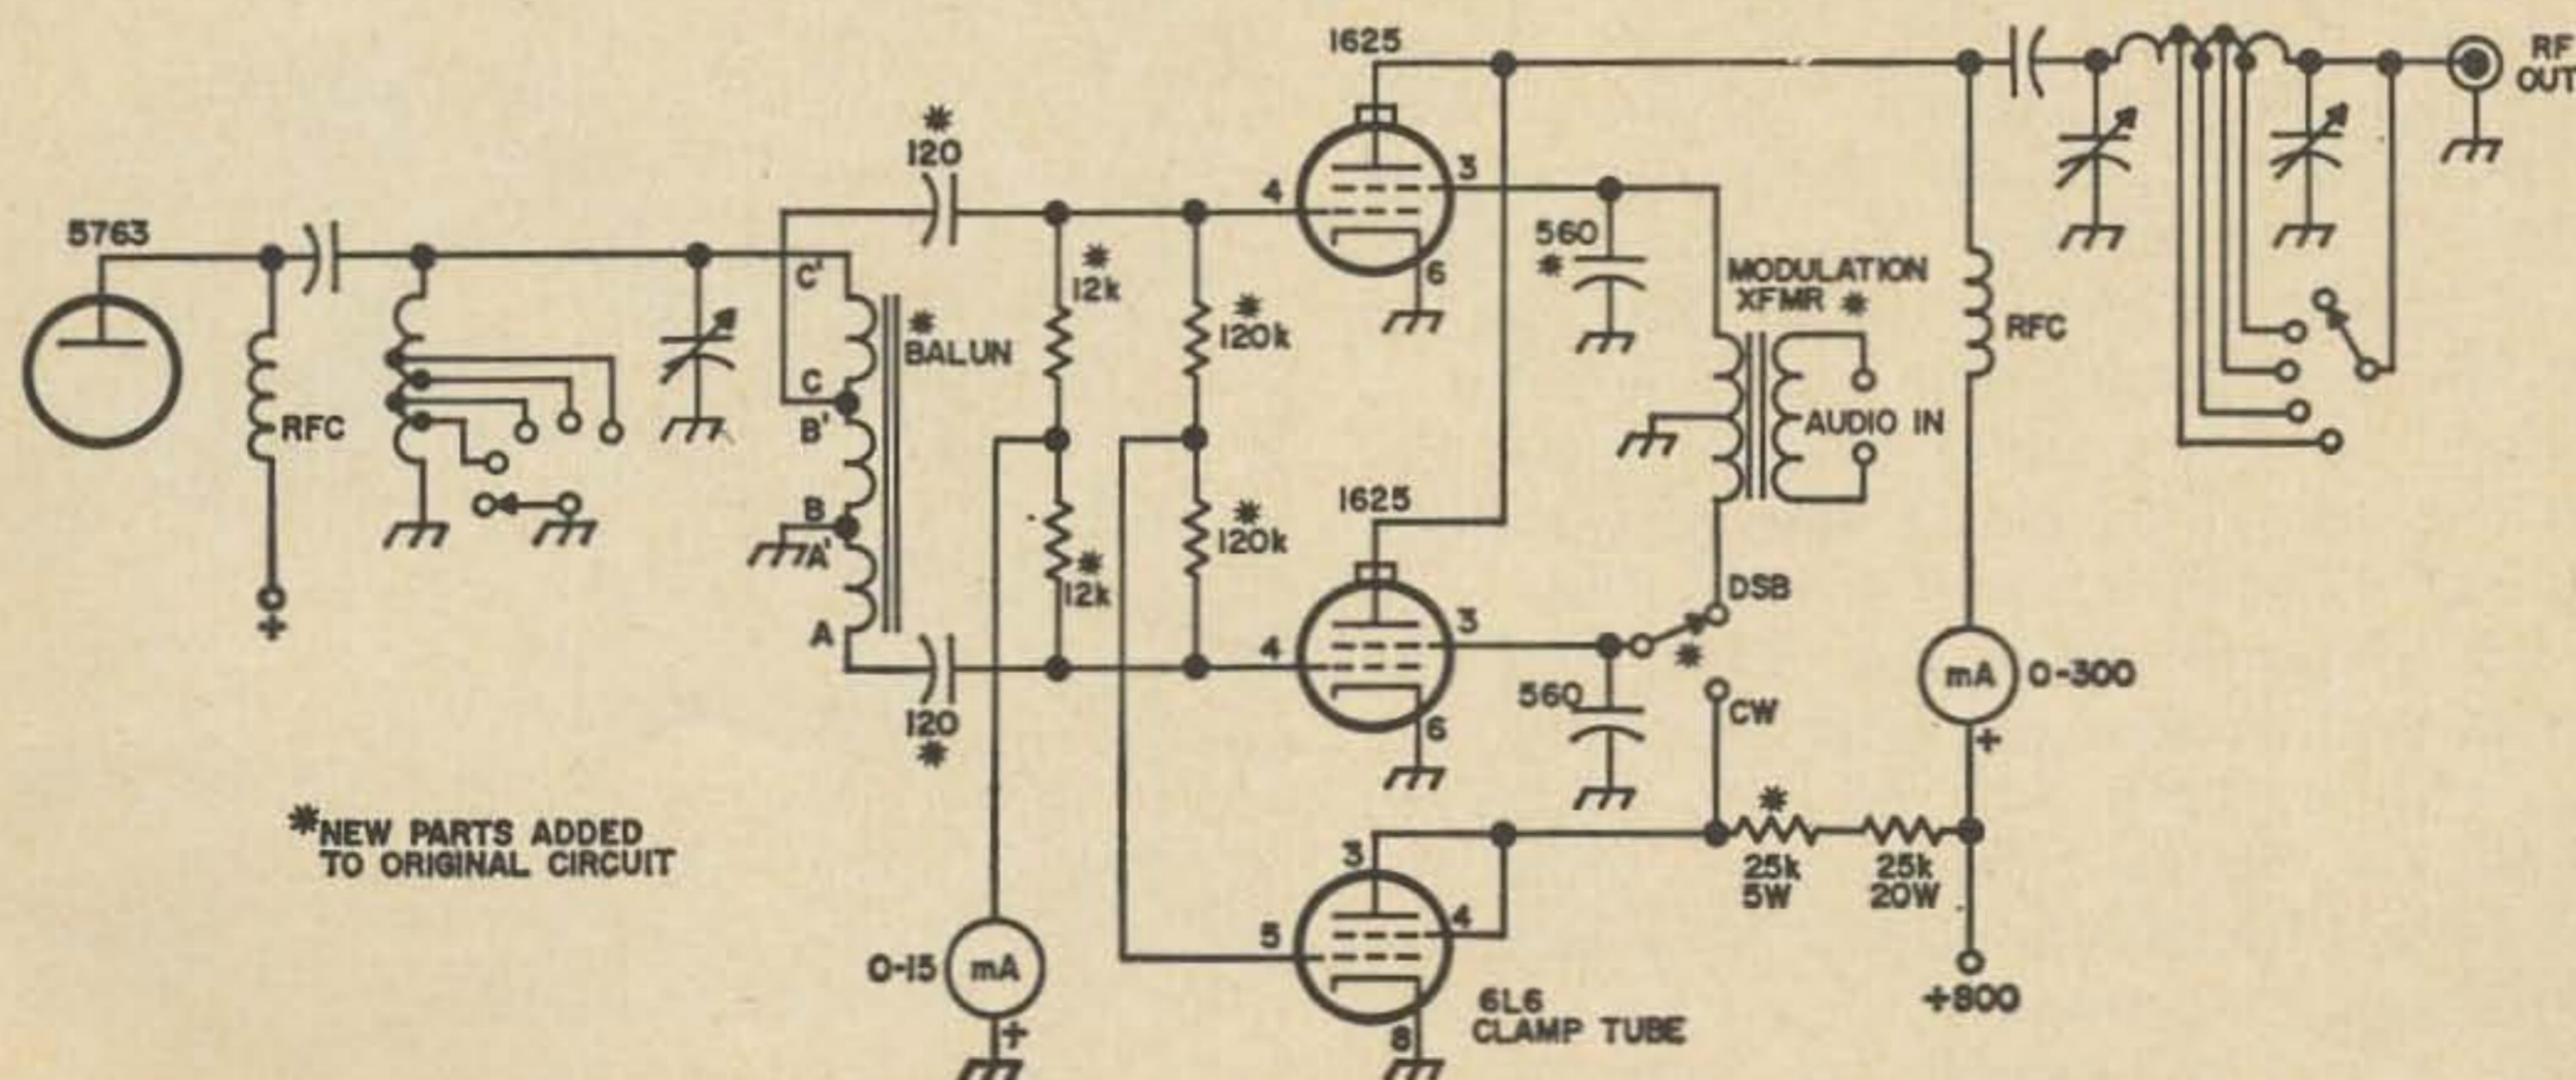 1625
RF
OUT
*
120
4
3
5763
560
*
*
12k
*
120k
6
C'
MODULATION
XFMR *
*
BALUN
RFC
C
B'
RFC
AUDIO IN
1625
B
A'
*
120k
*
12k
DSB
+
A
4
3
*
mA
0-300
560
CW
120
*
6
+
*
*NEW PARTS ADDED
TO ORIGINAL CIRCUIT
3
25k
5W
25k
20W
4
5
0-15
mA
+800
6L6
CLAMP TUBE
+
8